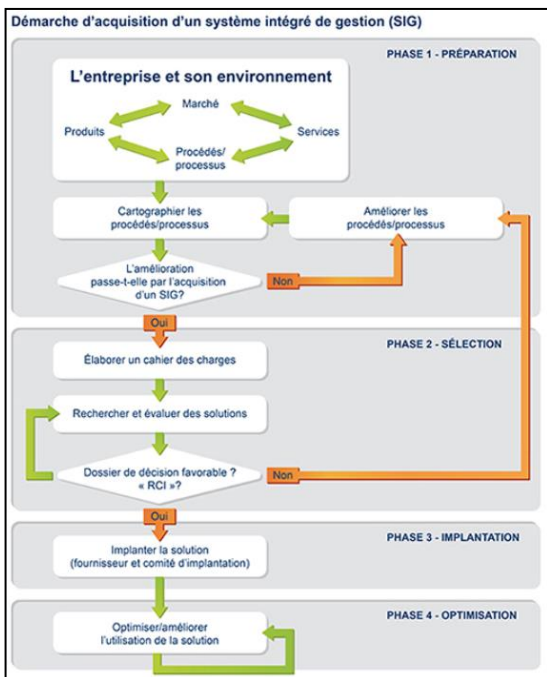 Démarche d'acquisition d'un système intégré de gestion (SIG)
PHASE 1 - PRÉPARATION
L'entreprise et son environnement
Marché
Produits
Services
Procédés/
processus
Cartographier les
procédés/processus
Améliorer les
procédés/processus
L'amélioration
passe-t-elle par l'acquisition
d'un SIG?
Non
Oui
PHASE 2 - SÉLECTION
Élaborer un cahier des charges
Rechercher et évaluer des solutions
Dossier de décision favorable ?
« RCI »?
Non
Oui
PHASE 3 - IMPLANTATION
Implanter la solution
(fournisseur et comité d'implantation)
PHASE 4 - OPTIMISATION
Optimiser/améliorer
l'utilisation de la solution